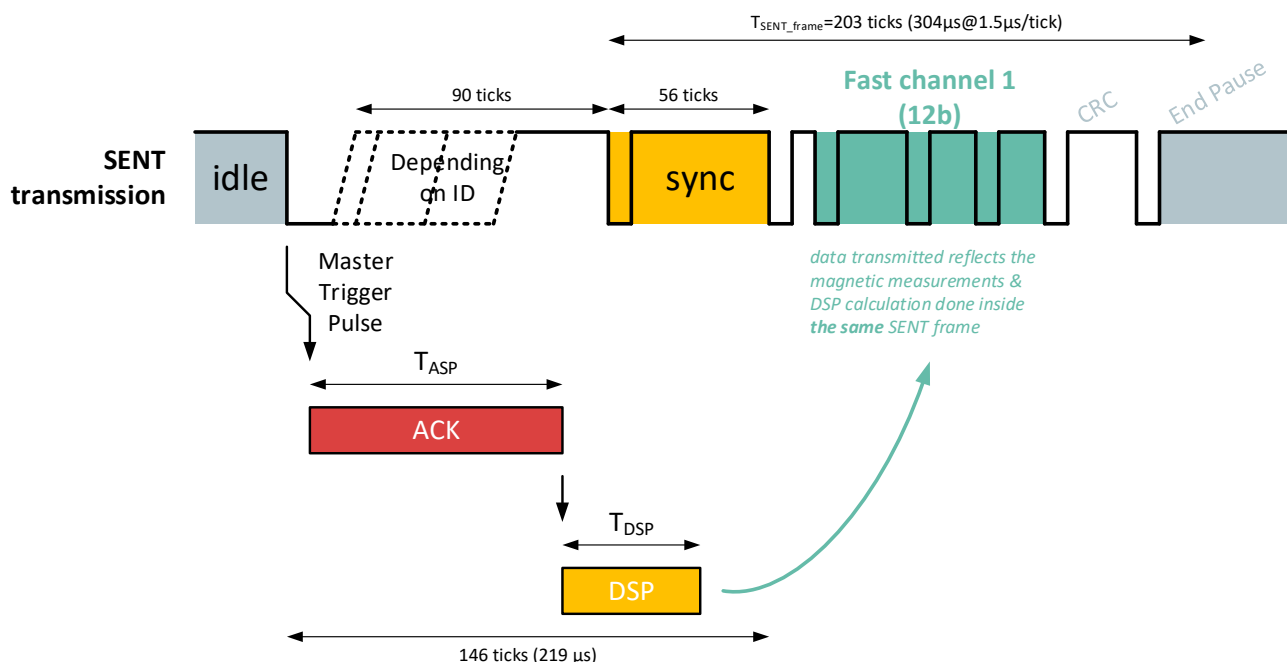 T_SENT_frame=203 ticks (304µs@1.5µs/tick)
90 ticks
56 ticks
Fast channel 1
(12b)
CRC
End Pause
SENT
transmission
idle
Depending
on ID
sync
Master
Trigger
Pulse
data transmitted reflects the
magnetic measurements &
DSP calculation done inside
the same SENT frame
T_ASP
ACK
T_DSP
DSP
146 ticks (219 µs)